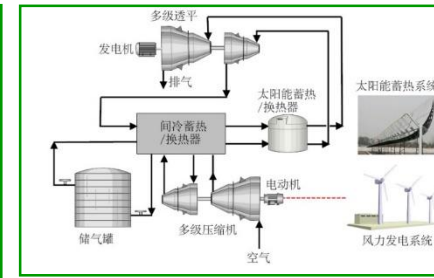 多级透平
发电机
排气
太阳能蓄热
/换热器
太阳能蓄热系统
间冷蓄热
/换热器
电动机
储气罐
多级压缩机
空气
风力发电系统